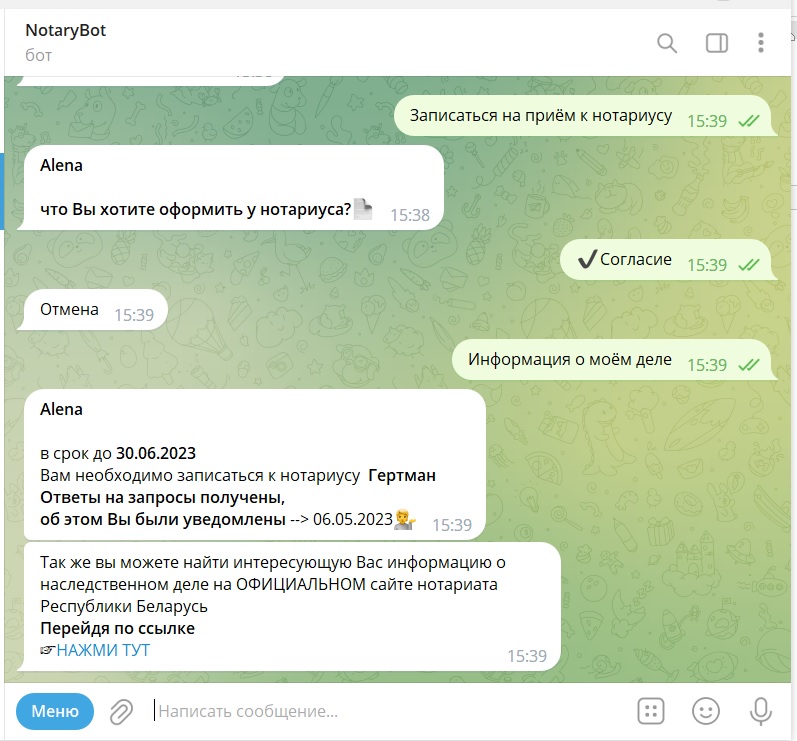 NotaryBot
бот
Записаться на приём к нотариусу 15:39
Alena
что Вы хотите оформить у нотариуса? 15:38
✔Согласие 15:39
Отмена 15:39
Информация о моём деле 15:39
Alena
в срок до 30.06.2023
Вам необходимо записаться к нотариусу Гертман
Ответы на запросы получены,
об этом Вы были уведомлены --> 06.05.2023 15:39
Так же вы можете найти интересующую Вас информацию о
наследственном деле на ОФИЦИАЛЬНОМ сайте нотариата
Республики Беларусь
Перейдя по ссылке
☞НАЖМИ ТУТ 15:39
Меню Написать сообщение...